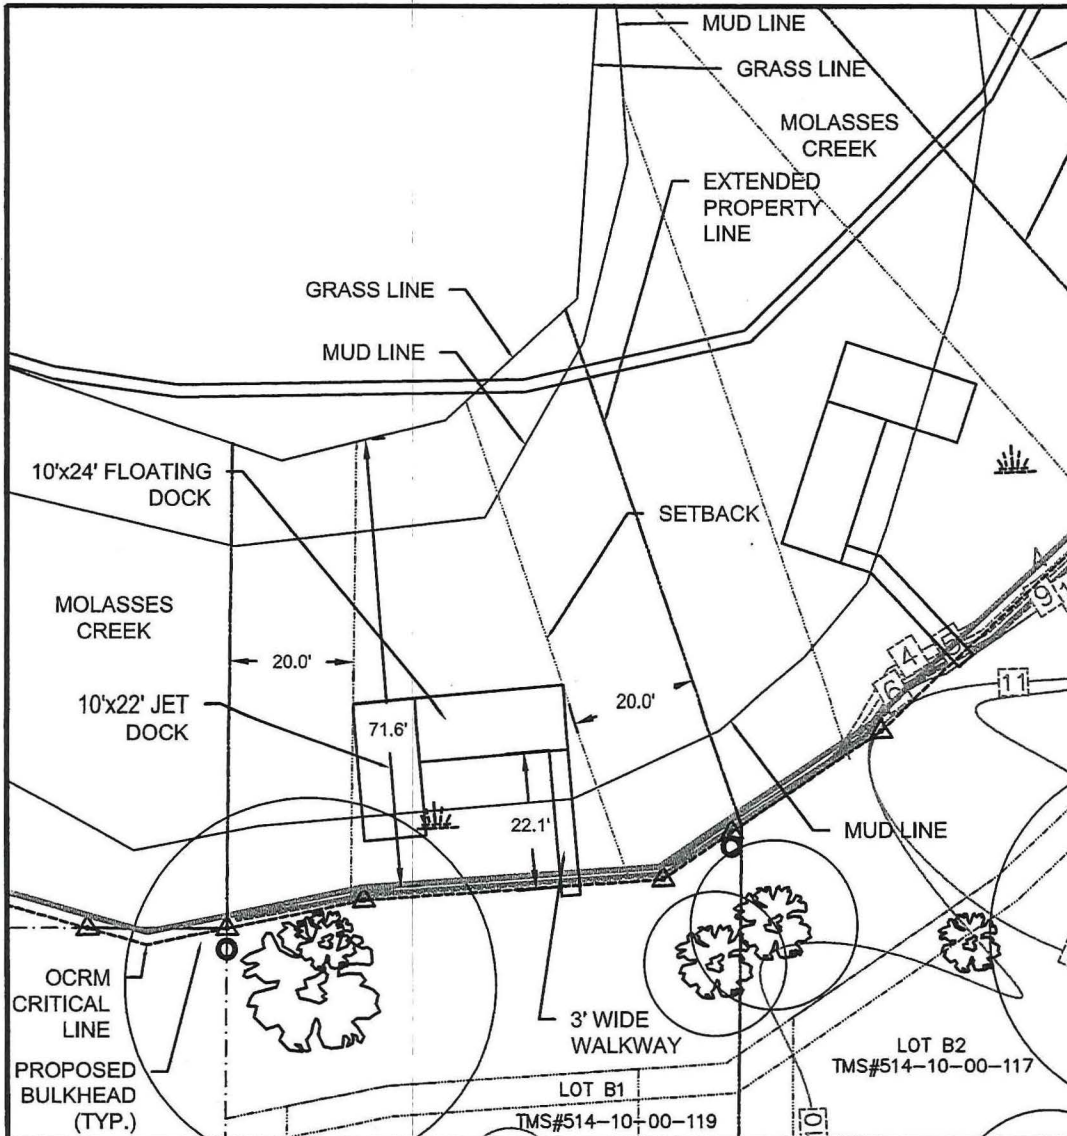 MUD LINE
GRASS LINE
MOLASSES
CREEK
EXTENDED
PROPERTY
LINE
GRASS LINE
MUD LINE
10'x24' FLOATING
DOCK
SETBACK
MOLASSES
CREEK
20.0'
10'x22' JET
DOCK
71.6'
20.0'
22.1'
MUD LINE
4
5
6
9
11
OCRM
CRITICAL
LINE
3' WIDE
WALKWAY
PROPOSED
BULKHEAD
(TYP.)
LOT B1
TMS#514-10-00-119
LOT B2
TMS#514-10-00-117
10